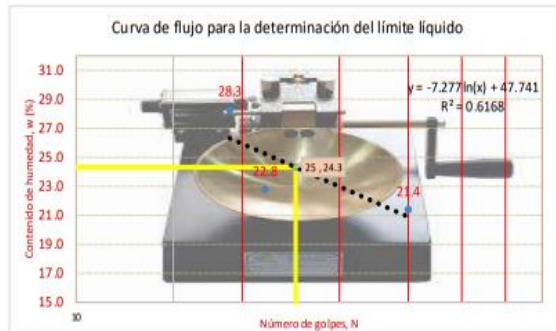 Curva de flujo para la determinación del límite líquido
31.0
29.0
27.0
25.0
23.0
21.0
19.0
17.0
15.0
Contenido de humedad, w (%)
28.3
y = -7.277ln(x) + 47.741
R² = 0.6168
22.8
25 , 24.3
21.4
10
Número de golpes, N